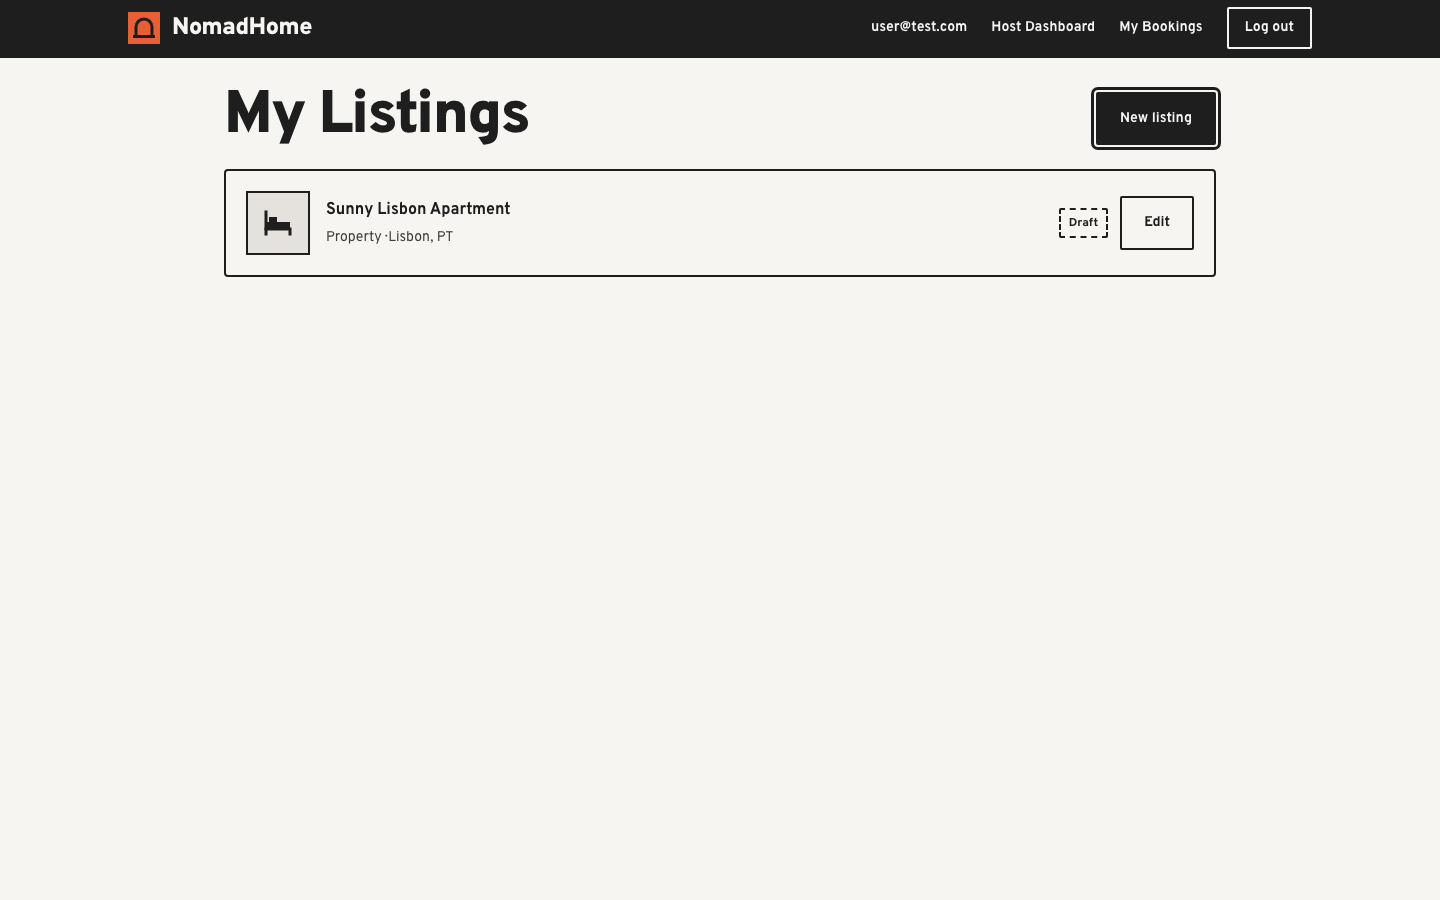 NomadHome
user@test.com Host Dashboard My Bookings Log out
My Listings
New listing
Sunny Lisbon Apartment
Property ·Lisbon, PT
Draft
Edit